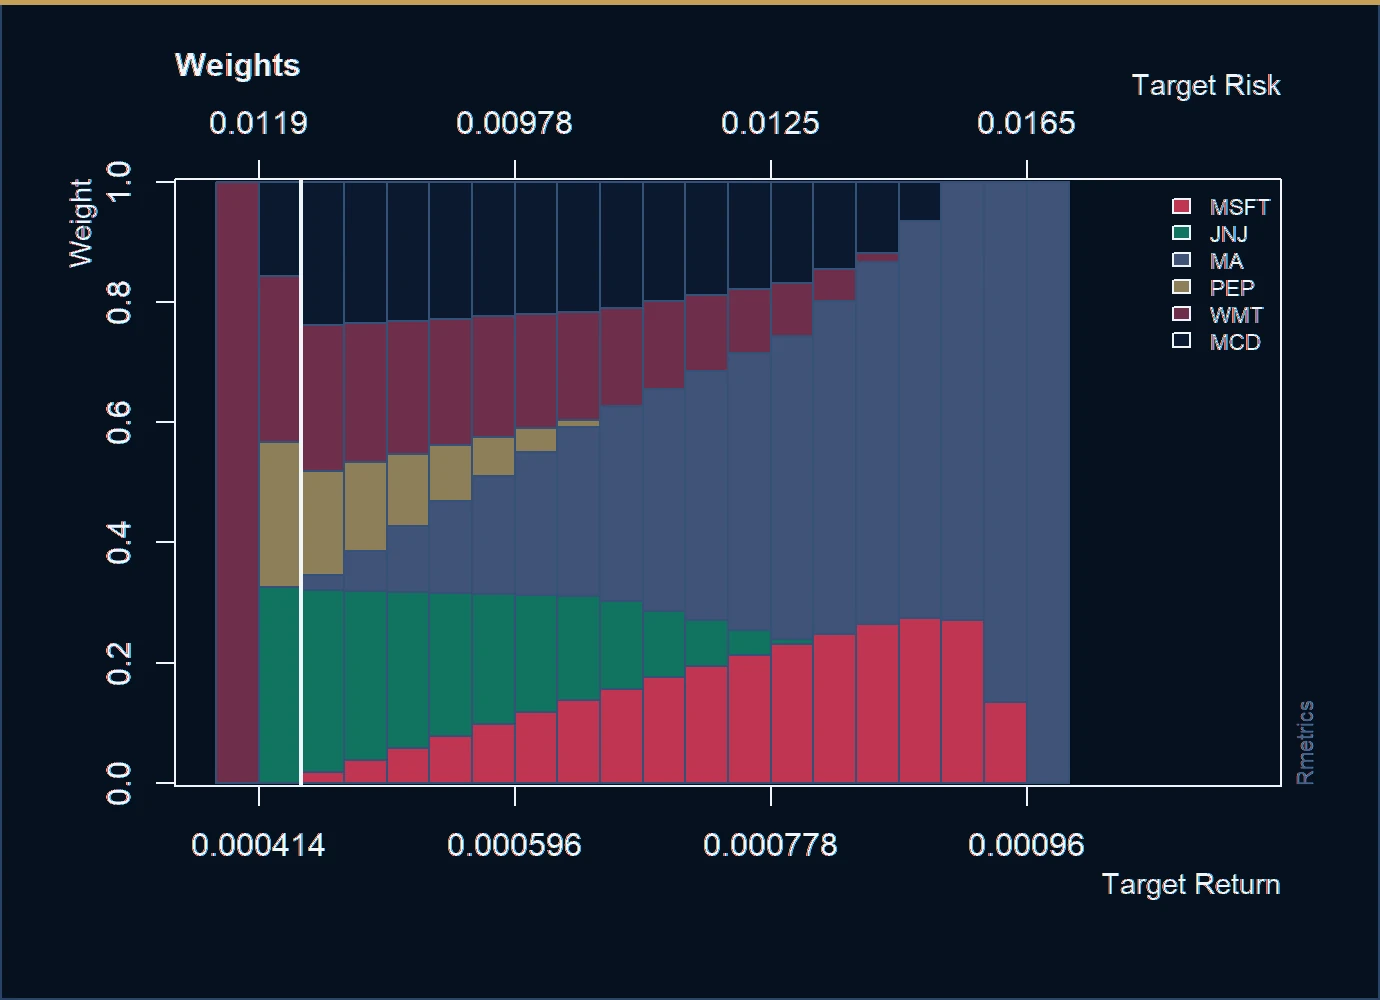 Weights
Target Risk
0.0119 0.00978 0.0125 0.0165
Weight
1.0
0.8
0.6
0.4
0.2
0.0
MSFT
JNJ
MA
PEP
WMT
MCD
Rmetrics
0.000414 0.000596 0.000778 0.00096
Target Return